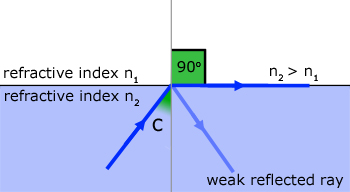 90°
refractive index n₁
n₂ > n₁
refractive index n₂
C
weak reflected ray